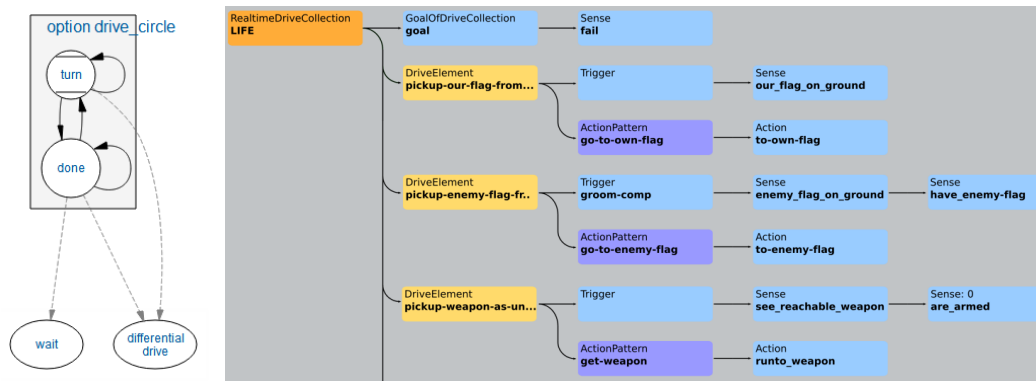 option drive_circle
turn
done
wait
differential
drive
RealtimeDriveCollection
LIFE
GoalOfDriveCollection
goal
Sense
fail
DriveElement
pickup-our-flag-from...
Trigger
Sense
our_flag_on_ground
ActionPattern
go-to-own-flag
Action
to-own-flag
DriveElement
pickup-enemy-flag-fr..
Trigger
groom-comp
Sense
enemy_flag_on_ground
Sense
have_enemy-flag
ActionPattern
go-to-enemy-flag
Action
to-enemy-flag
DriveElement
pickup-weapon-as-un...
Trigger
Sense
see_reachable_weapon
Sense: 0
are_armed
ActionPattern
get-weapon
Action
runto_weapon